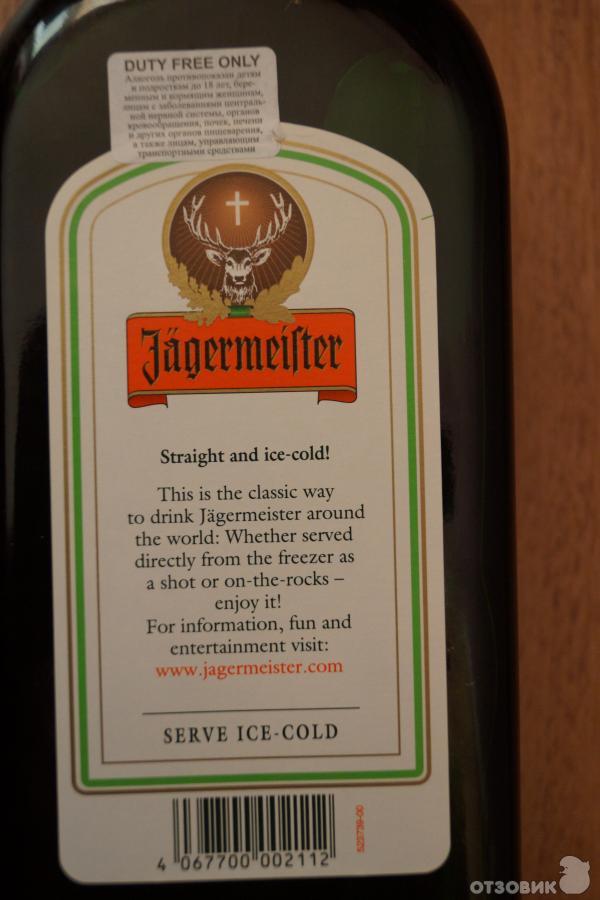 DUTY FREE ONLY
Алкоголь противопоказан детям
и подросткам до 18 лет, бере-
менным и кормящим женщинам,
лицам с заболеваниями централь-
ной нервной системы, органов
кровообращения, почек, печени
и других органов пищеварения,
а также лицам, управляющим
транспортными средствами
Jägermeiſter
Straight and ice-cold!
This is the classic way
to drink Jägermeister around
the world: Whether served
directly from the freezer as
a shot or on-the-rocks –
enjoy it!
For information, fun and
entertainment visit:
www.jagermeister.com
SERVE ICE-COLD
4 067700 002112
ОТЗОВИК